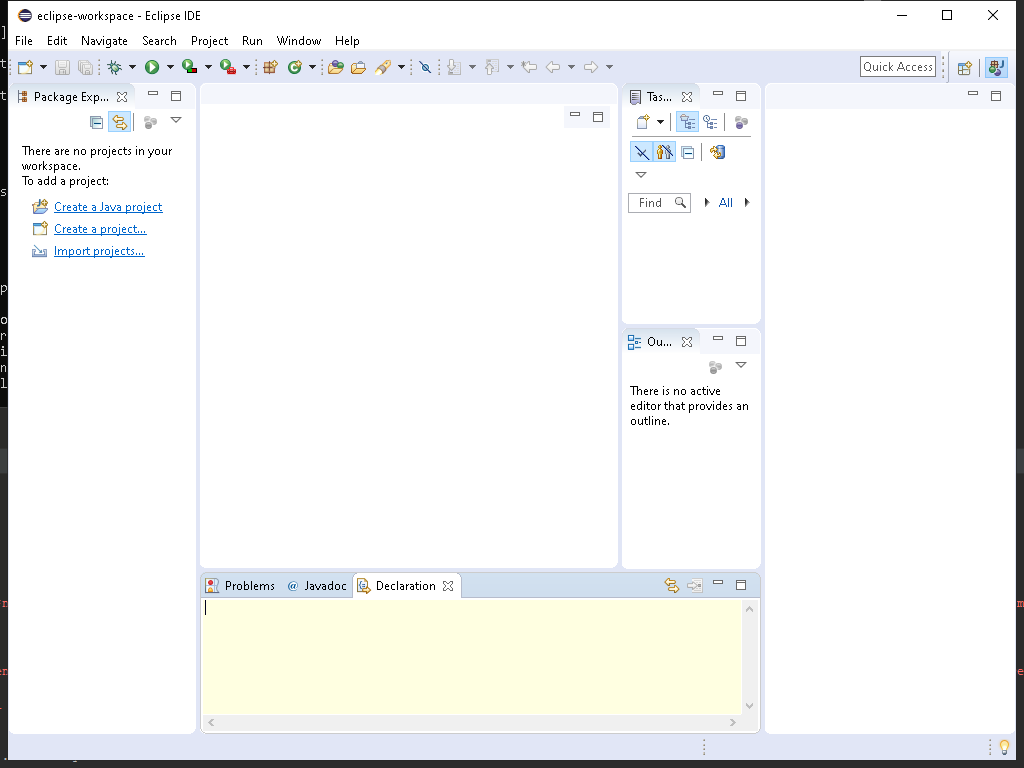 eclipse-workspace - Eclipse IDE
File Edit Navigate Search Project Run Window Help
Quick Access
Package Exp...
There are no projects in your
workspace.
To add a project:
Create a Java project
Create a project...
Import projects...
Tas...
Find
All
Ou...
There is no active
editor that provides an
outline.
Problems @ Javadoc Declaration